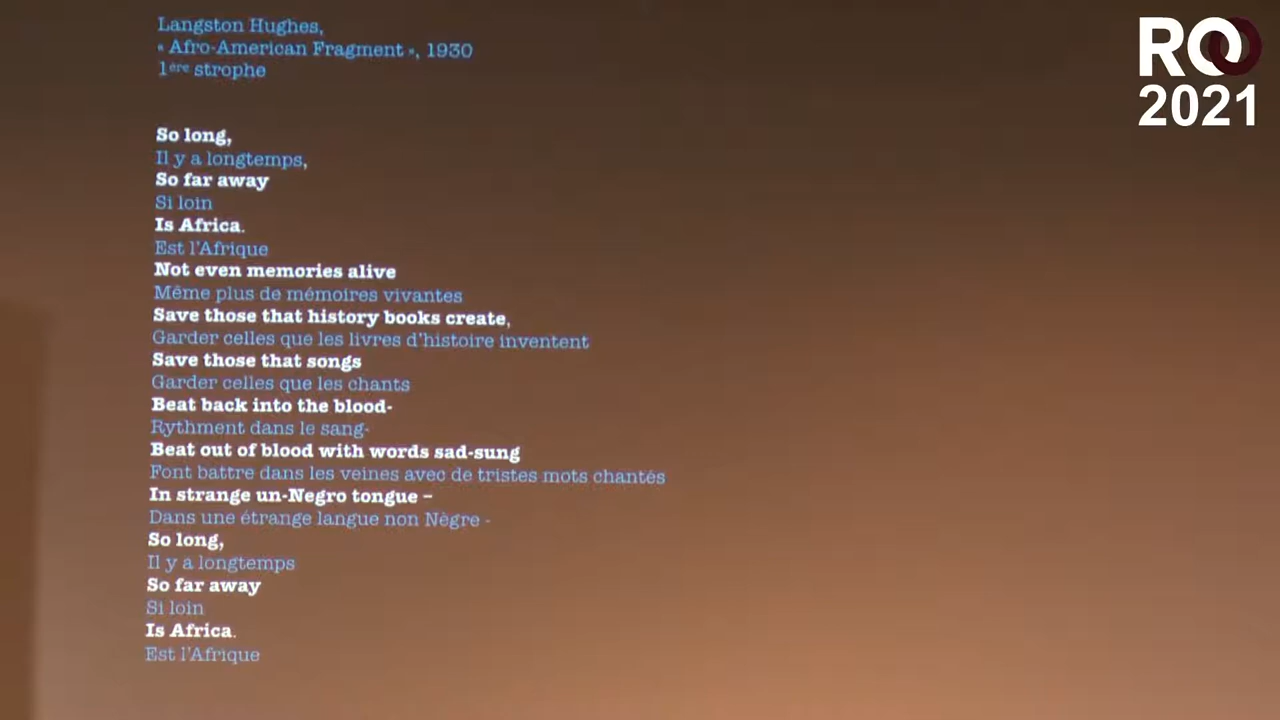 Langston Hughes,
« Afro-American Fragment », 1930
1ère strophe
So long,
Il y a longtemps,
So far away
Si loin
Is Africa.
Est l'Afrique
Not even memories alive
Même plus de mémoires vivantes
Save those that history books create,
Garder celles que les livres d'histoire inventent
Save those that songs
Garder celles que les chants
Beat back into the blood-
Rythment dans le sang-
Beat out of blood with words sad-sung
Font battre dans les veines avec de tristes mots chantés
In strange un-Negro tongue –
Dans une étrange langue non Nègre -
So long,
Il y a longtemps
So far away
Si loin
Is Africa.
Est l'Afrique
RO
2021